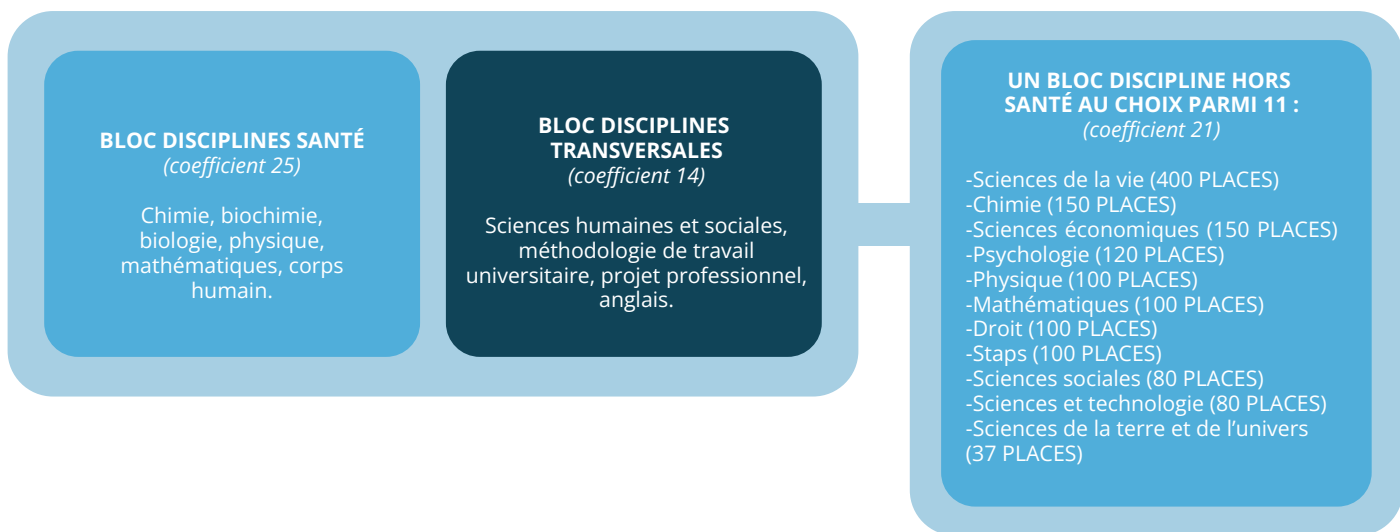 BLOC DISCIPLINES SANTÉ
(coefficient 25)
Chimie, biochimie,
biologie, physique,
mathématiques, corps
humain.
BLOC DISCIPLINES
TRANSVERSALES
(coefficient 14)
Sciences humaines et sociales,
méthodologie de travail
universitaire, projet professionnel,
anglais.
UN BLOC DISCIPLINE HORS
SANTÉ AU CHOIX PARMI 11 :
(coefficient 21)
-Sciences de la vie (400 PLACES)
-Chimie (150 PLACES)
-Sciences économiques (150 PLACES)
-Psychologie (120 PLACES)
-Physique (100 PLACES)
-Mathématiques (100 PLACES)
-Droit (100 PLACES)
-Staps (100 PLACES)
-Sciences sociales (80 PLACES)
-Sciences et technologie (80 PLACES)
-Sciences de la terre et de l’univers
(37 PLACES)